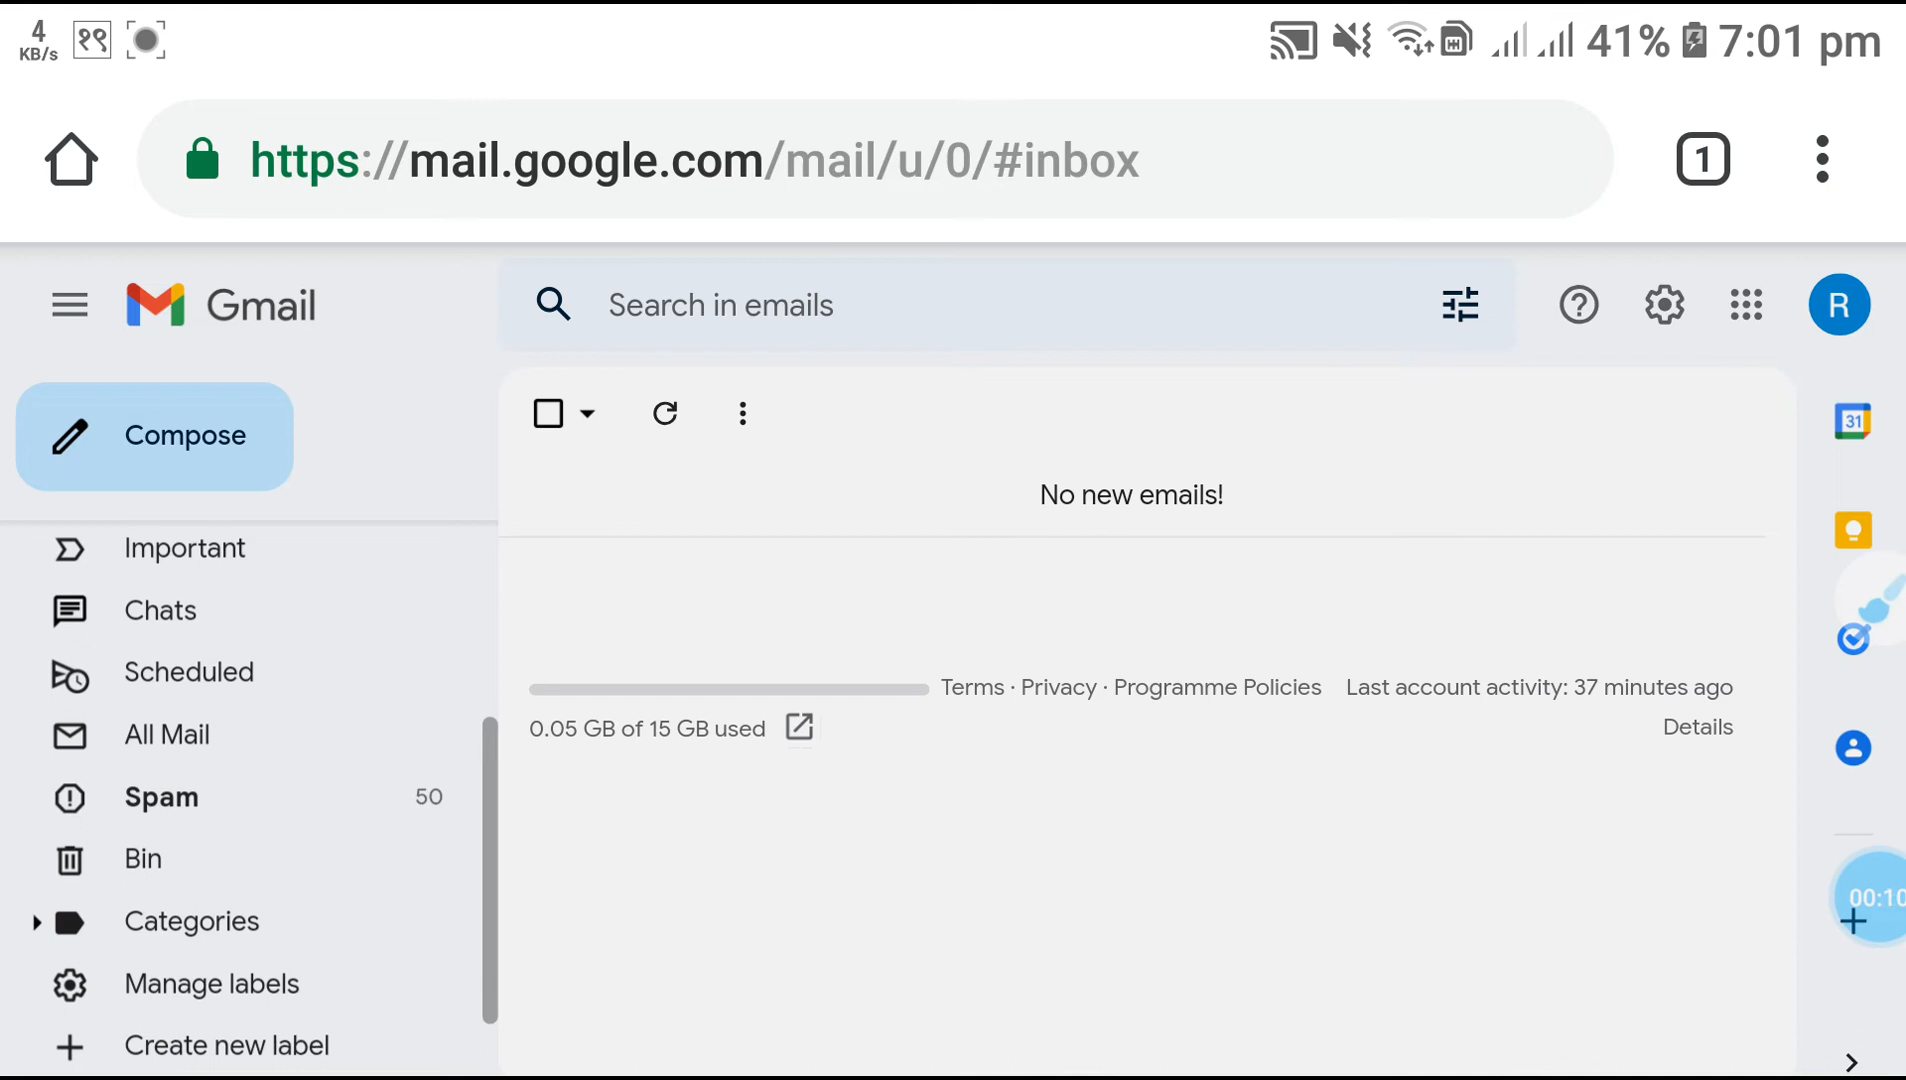 4
KB/s
१९
41%
7:01 pm
https://mail.google.com/mail/u/0/#inbox
1
Gmail
Search in emails
R
Compose
31
No new emails!
Important
Chats
Scheduled
Terms · Privacy · Programme Policies
Last account activity: 37 minutes ago
0.05 GB of 15 GB used
Details
All Mail
Spam
50
Bin
00:10
Categories
Manage labels
Create new label